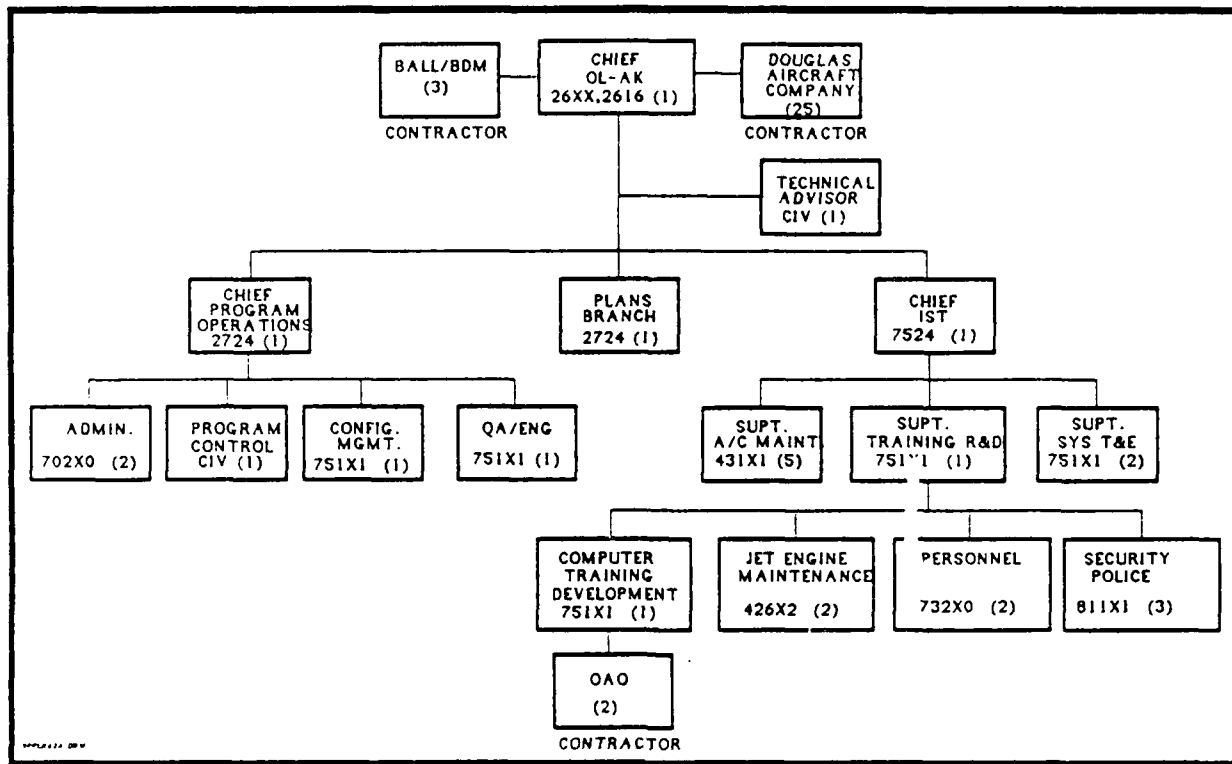 BALL/BDM
(3)
CONTRACTOR
CHIEF
OL-AK
26XX,2616 (1)
DOUGLAS
AIRCRAFT
COMPANY
(25)
CONTRACTOR
TECHNICAL
ADVISOR
CIV (1)
CHIEF
PROGRAM
OPERATIONS
2724 (1)
PLANS
BRANCH
2724 (1)
CHIEF
IST
7524 (1)
ADMIN.
702X0 (2)
PROGRAM
CONTROL
CIV (1)
CONFIG.
MGMT.
751X1 (1)
QA/ENG
751X1 (1)
SUPT.
A/C MAINT.
431X1 (5)
SUPT.
TRAINING R&D
751X1 (1)
SUPT.
SYS T&E
751X1 (2)
COMPUTER
TRAINING
DEVELOPMENT
751X1 (1)
JET ENGINE
MAINTENANCE
426X2 (2)
PERSONNEL
732X0 (2)
SECURITY
POLICE
811X1 (3)
OAO
(2)
CONTRACTOR